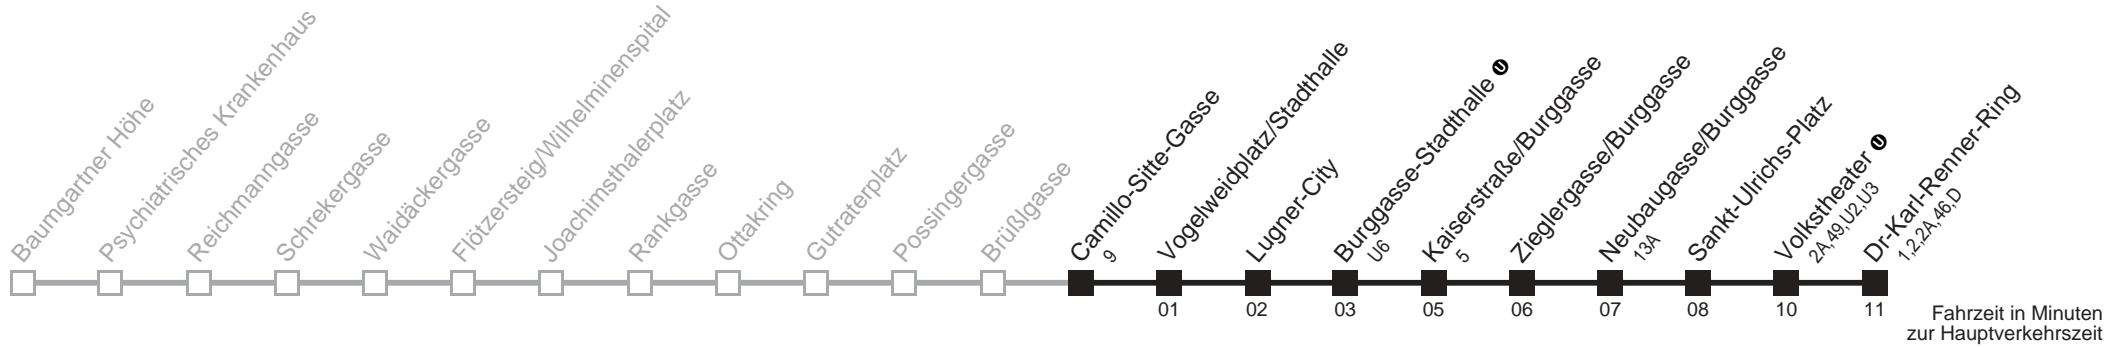 Baumgartner Höhe
Psychiatrisches Krankenhaus
Reichmanngasse
Schrekergasse
Waidäckergasse
Flötzersteig/Wilhelminenspital
Joachimsthalerplatz
Rankgasse
Ottakring
Gutraterplatz
Possingergasse
Brüßlgasse
Camillo-Sitte-Gasse
9
Vogelweidplatz/Stadthalle
Lugner-City
Burggasse-Stadthalle U
U6
Kaiserstraße/Burggasse
5
Zieglergasse/Burggasse
Neubaugasse/Burggasse
13A
Sankt-Ulrichs-Platz
Volkstheater U
2A,49,U2,U3
Dr-Karl-Renner-Ring
1,2,2A,46,D
01 02 03 05 06 07 08 10 11
Fahrzeit in Minuten
zur Hauptverkehrszeit